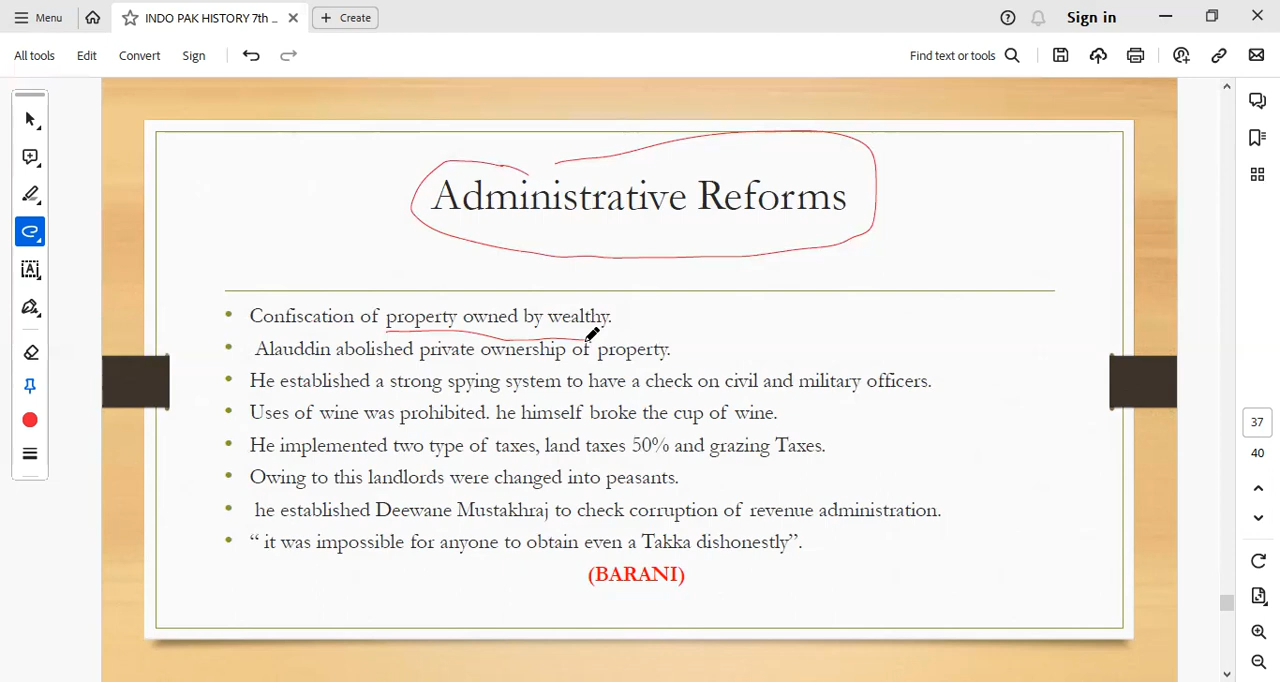 Menu
INDO PAK HISTORY 7th ...
Create
Sign in
All tools
Edit
Convert
Sign
Find text or tools
Administrative Reforms
• Confiscation of property owned by wealthy.
• Alauddin abolished private ownership of property.
• He established a strong spying system to have a check on civil and military officers.
• Uses of wine was prohibited. he himself broke the cup of wine.
• He implemented two type of taxes, land taxes 50% and grazing Taxes.
• Owing to this landlords were changed into peasants.
• he established Deewane Mustakhraj to check corruption of revenue administration.
• “ it was impossible for anyone to obtain even a Takka dishonestly”.
(BARANI)
37
40